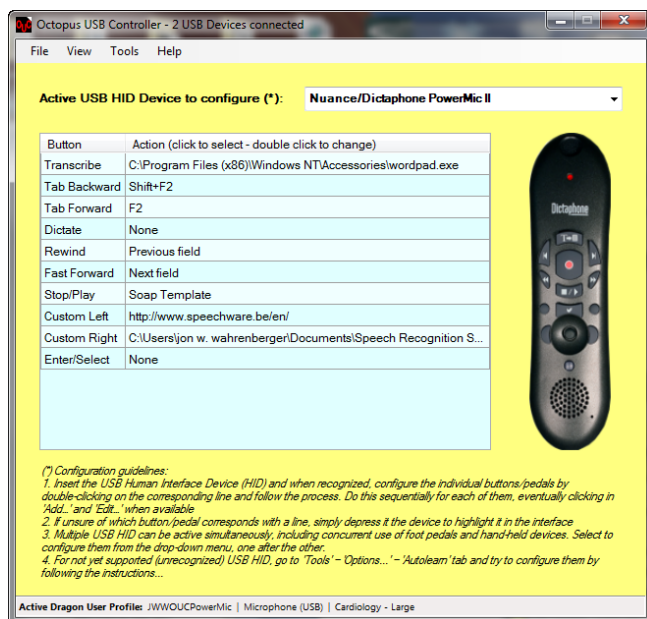 Octopus USB Controller - 2 USB Devices connected
File View Tools Help
Active USB HID Device to configure (*): Nuance/Dictaphone PowerMic II
Button Action (click to select - double click to change)
Transcribe C:\Program Files (x86)\Windows NT\Accessories\wordpad.exe
Tab Backward Shift+F2
Tab Forward F2
Dictate None
Rewind Previous field
Fast Forward Next field
Stop/Play Soap Template
Custom Left http://www.speechware.be/en/
Custom Right C:\Users\jon w. wahrenberger\Documents\Speech Recognition S...
Enter/Select None
Dictaphone
(*) Configuration guidelines:
1. Insert the USB Human Interface Device (HID) and when recognized, configure the individual buttons/pedals by
double-clicking on the corresponding line and follow the process. Do this sequentially for each of them, eventually clicking in
'Add...' and 'Edit...' when available
2. If unsure of which button/pedal corresponds with a line, simply depress it the device to highlight it in the interface
3. Multiple USB HID can be active simultaneously, including concurrent use of foot pedals and hand-held devices. Select to
configure them from the drop-down menu, one after the other.
4. For not yet supported (unrecognized) USB HID, go to 'Tools' – 'Options...' – 'Autolearn' tab and try to configure them by
following the instructions...
Active Dragon User Profile: JWWOUCPowerMic | Microphone (USB) | Cardiology - Large